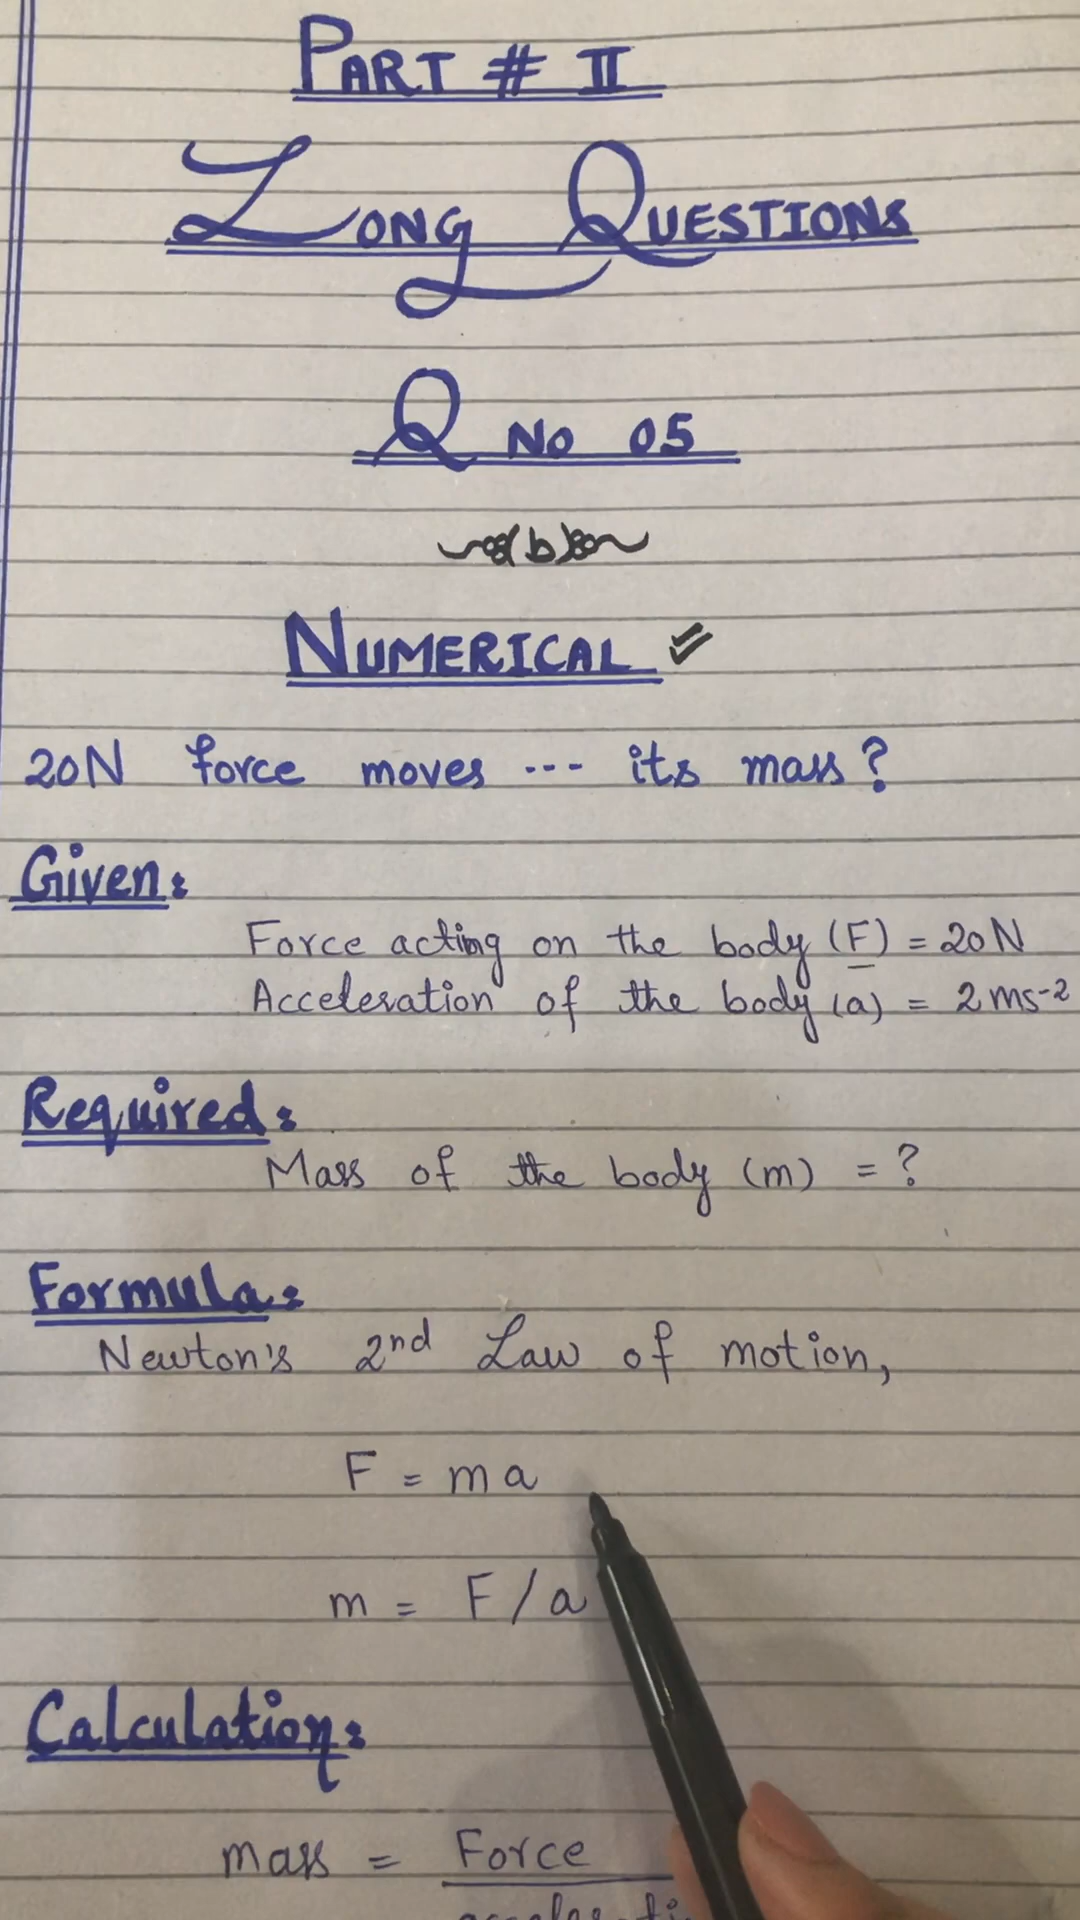 PART # II
LONG QUESTIONS
Q NO 05
(b)
NUMERICAL
20N force moves --- its mass?
Given:
Force acting on the body (F) = 20N
Acceleration of the body (a) = 2ms-2
Required:
Mass of the body (m) = ?
Formula:
Newton's 2nd Law of motion,
F = ma
m = F/a
Calculation:
mass = Force